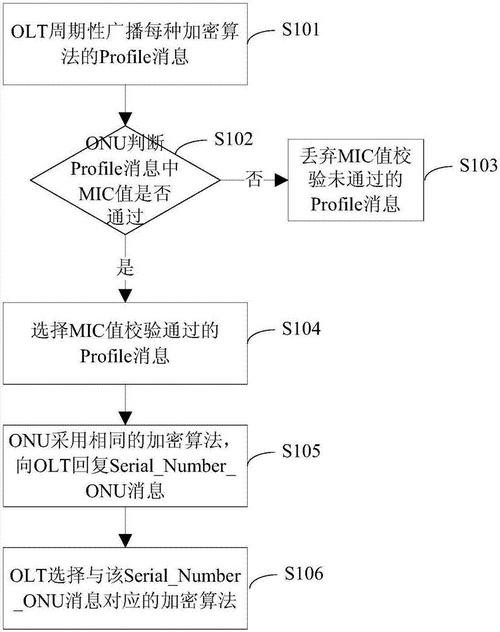 OLT周期性广播每种加密算
法的Profile消息
S101
ONU判断
Profile消息中
MIC值是否
通过
S102
否
丢弃MIC值校
验未通过的
Profile消息
S103
是
选择MIC值校验通过的
Profile消息
S104
ONU采用相同的加密算法，
向OLT回复Serial_Number_
ONU消息
S105
OLT选择与该Serial_Number
_ONU消息对应的加密算法
S106